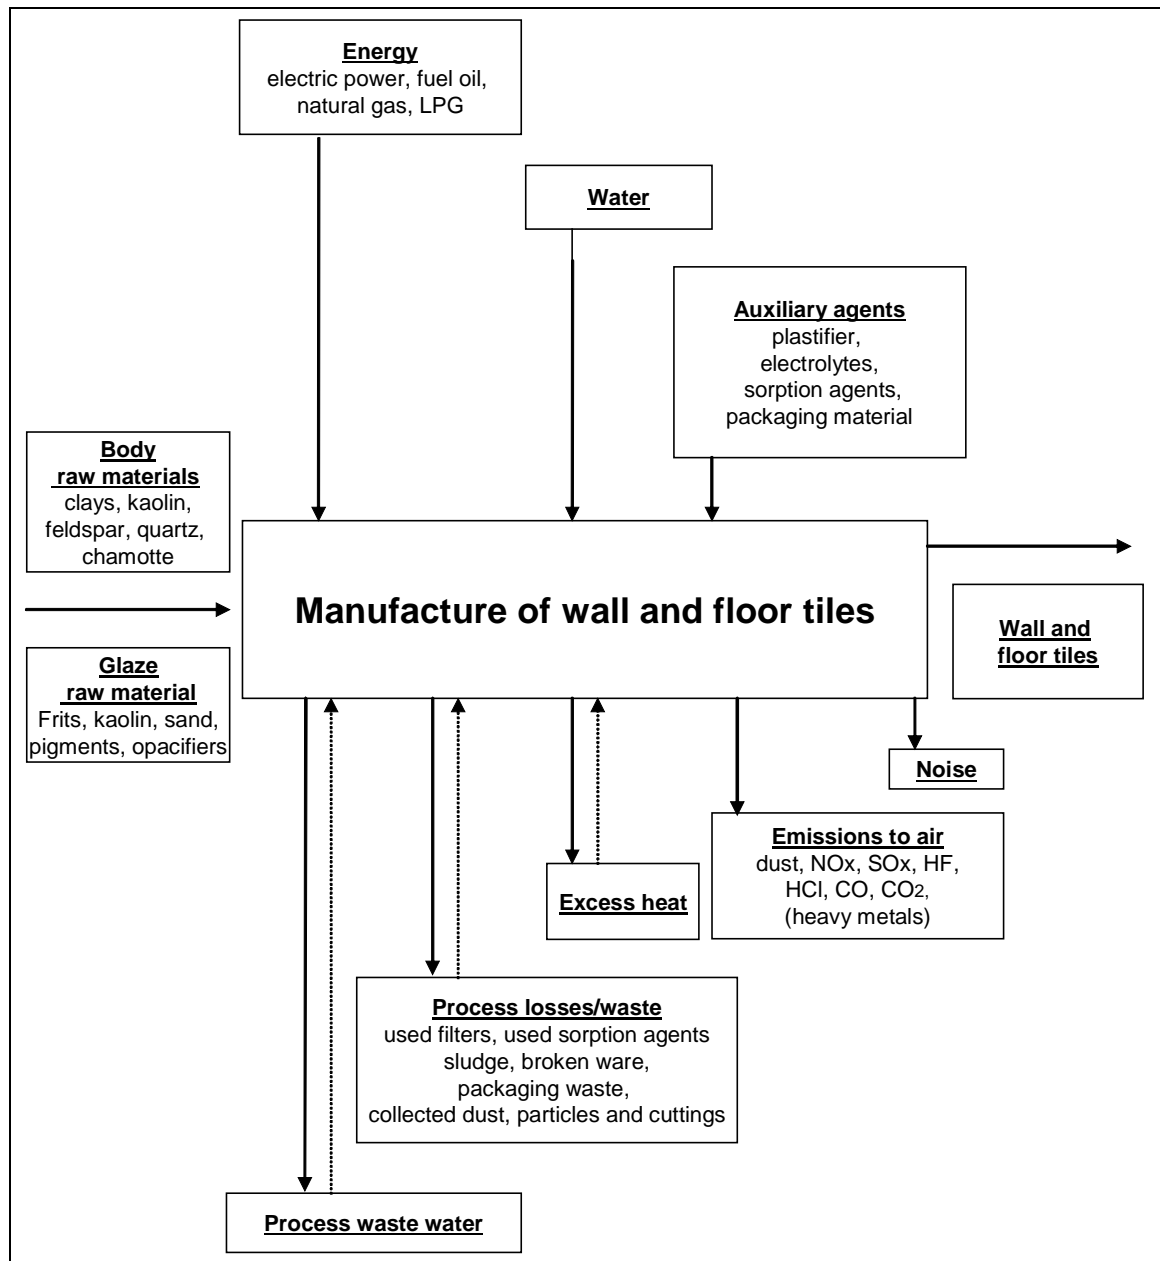 Energy
electric power, fuel oil,
natural gas, LPG
Water
Auxiliary agents
plastifier,
electrolytes,
sorption agents,
packaging material
Body
raw materials
clays, kaolin,
feldspar, quartz,
chamotte
Manufacture of wall and floor tiles
Wall and
floor tiles
Glaze
raw material
Frits, kaolin, sand,
pigments, opacifiers
Noise
Emissions to air
dust, NOx, SOx, HF,
HCl, CO, CO2,
(heavy metals)
Excess heat
Process losses/waste
used filters, used sorption agents
sludge, broken ware,
packaging waste,
collected dust, particles and cuttings
Process waste water